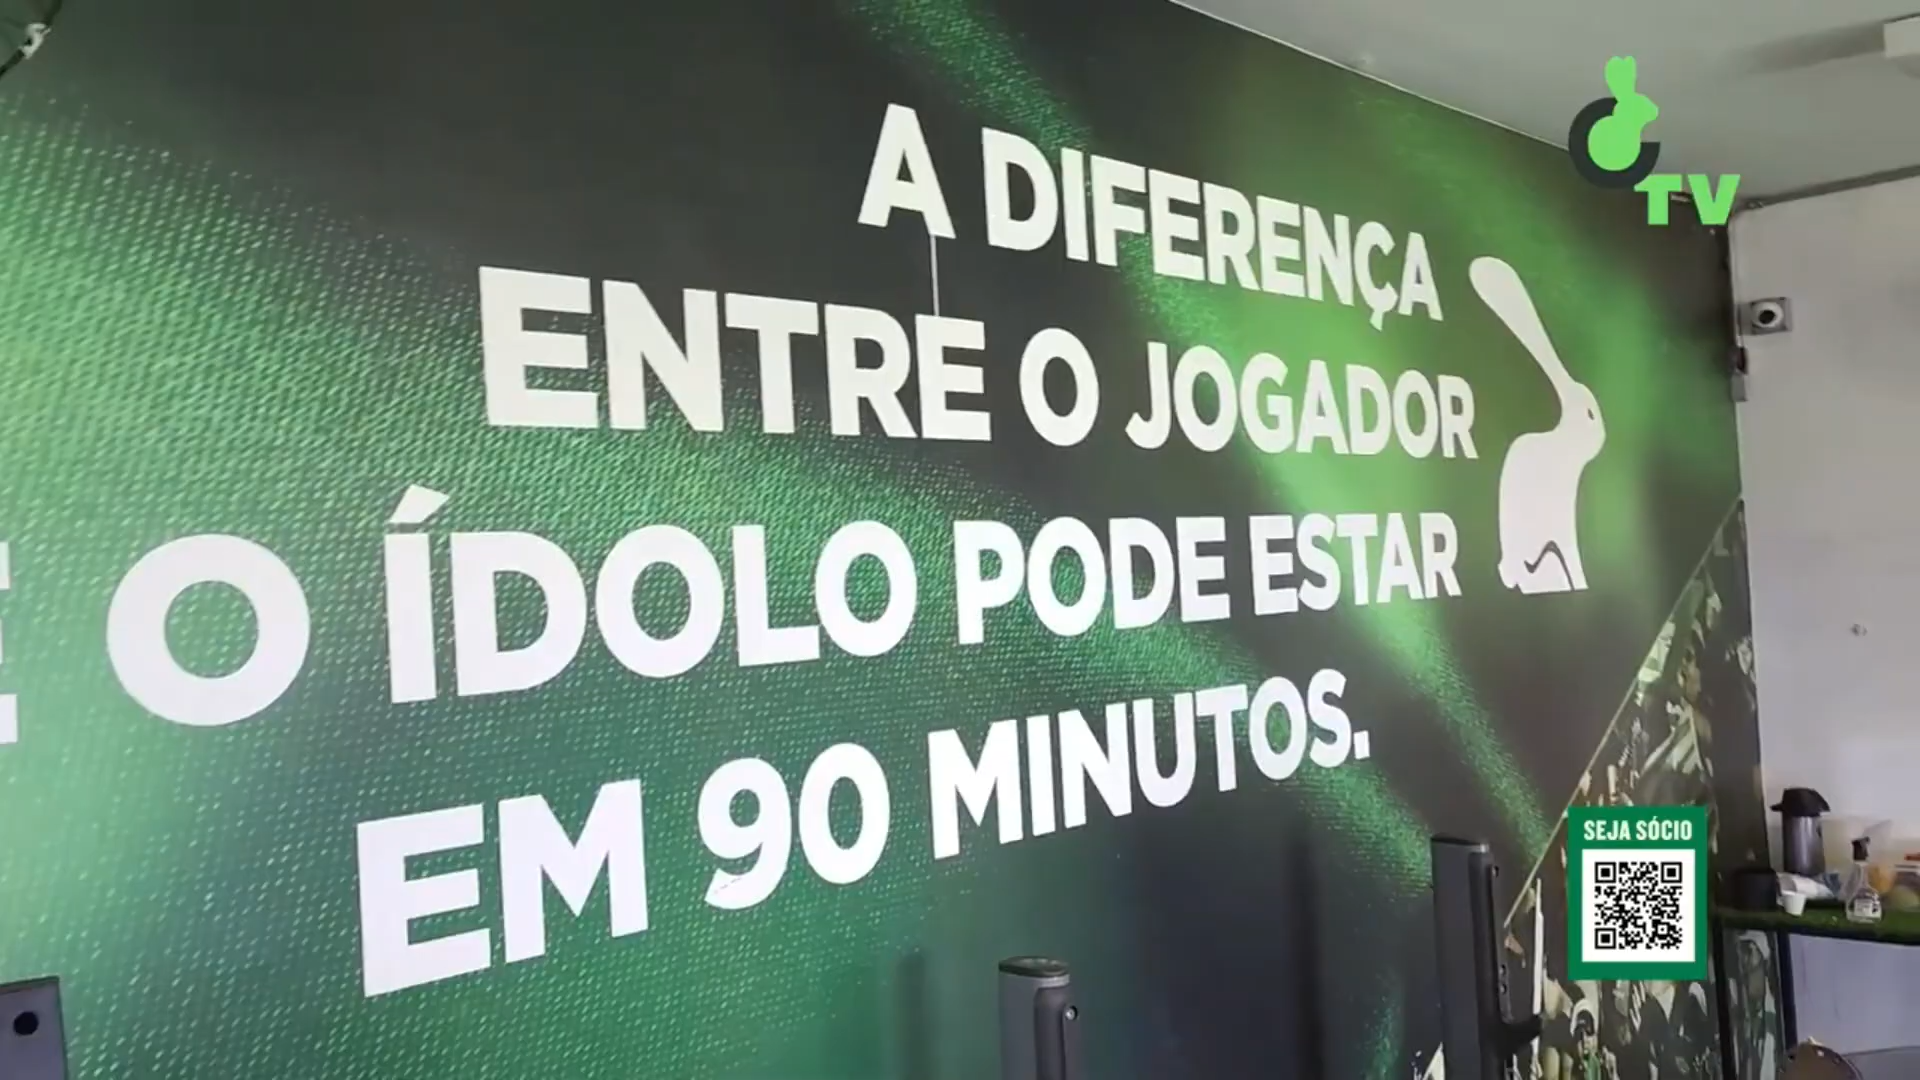 TV
A DIFERENÇA
ENTRE O JOGADOR
E O ÍDOLO PODE ESTAR
EM 90 MINUTOS.
SEJA SÓCIO